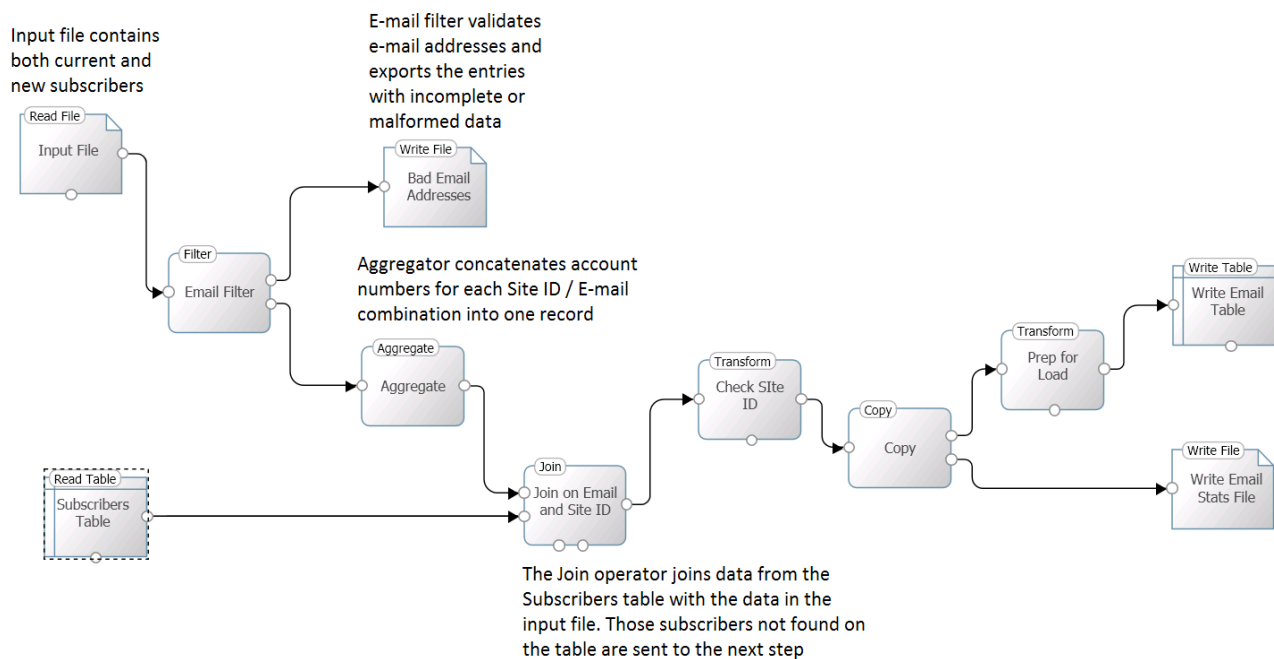 Input file contains
both current and
new subscribers
E-mail filter validates
e-mail addresses and
exports the entries
with incomplete or
malformed data
Read File
Input File
Write File
Bad Email
Addresses
Filter
Email Filter
Aggregator concatenates account
numbers for each Site ID / E-mail
combination into one record
Aggregate
Aggregate
Write Table
Write Email
Table
Transform
Prep for
Load
Transform
Check SIte
ID
Copy
Copy
Read Table
Subscribers
Table
Join
Join on Email
and Site ID
Write File
Write Email
Stats File
The Join operator joins data from the
Subscribers table with the data in the
input file. Those subscribers not found on
the table are sent to the next step